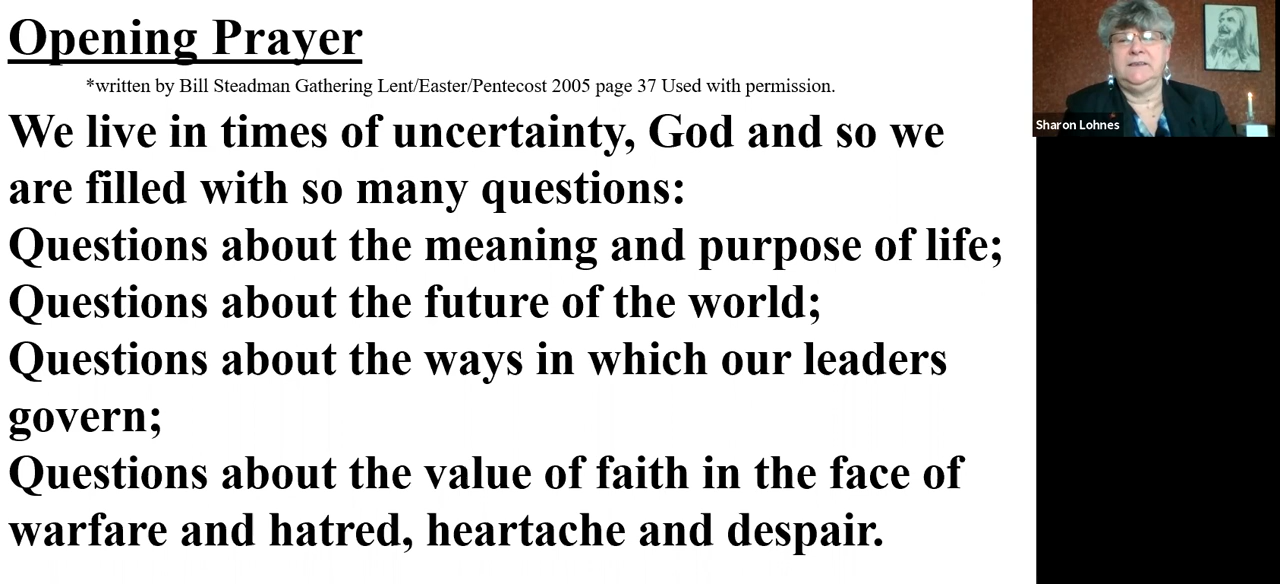 Opening Prayer
*written by Bill Steadman Gathering Lent/Easter/Pentecost 2005 page 37 Used with permission.
We live in times of uncertainty, God and so we
are filled with so many questions:
Questions about the meaning and purpose of life;
Questions about the future of the world;
Questions about the ways in which our leaders
govern;
Questions about the value of faith in the face of
warfare and hatred, heartache and despair.
Sharon Lohnes